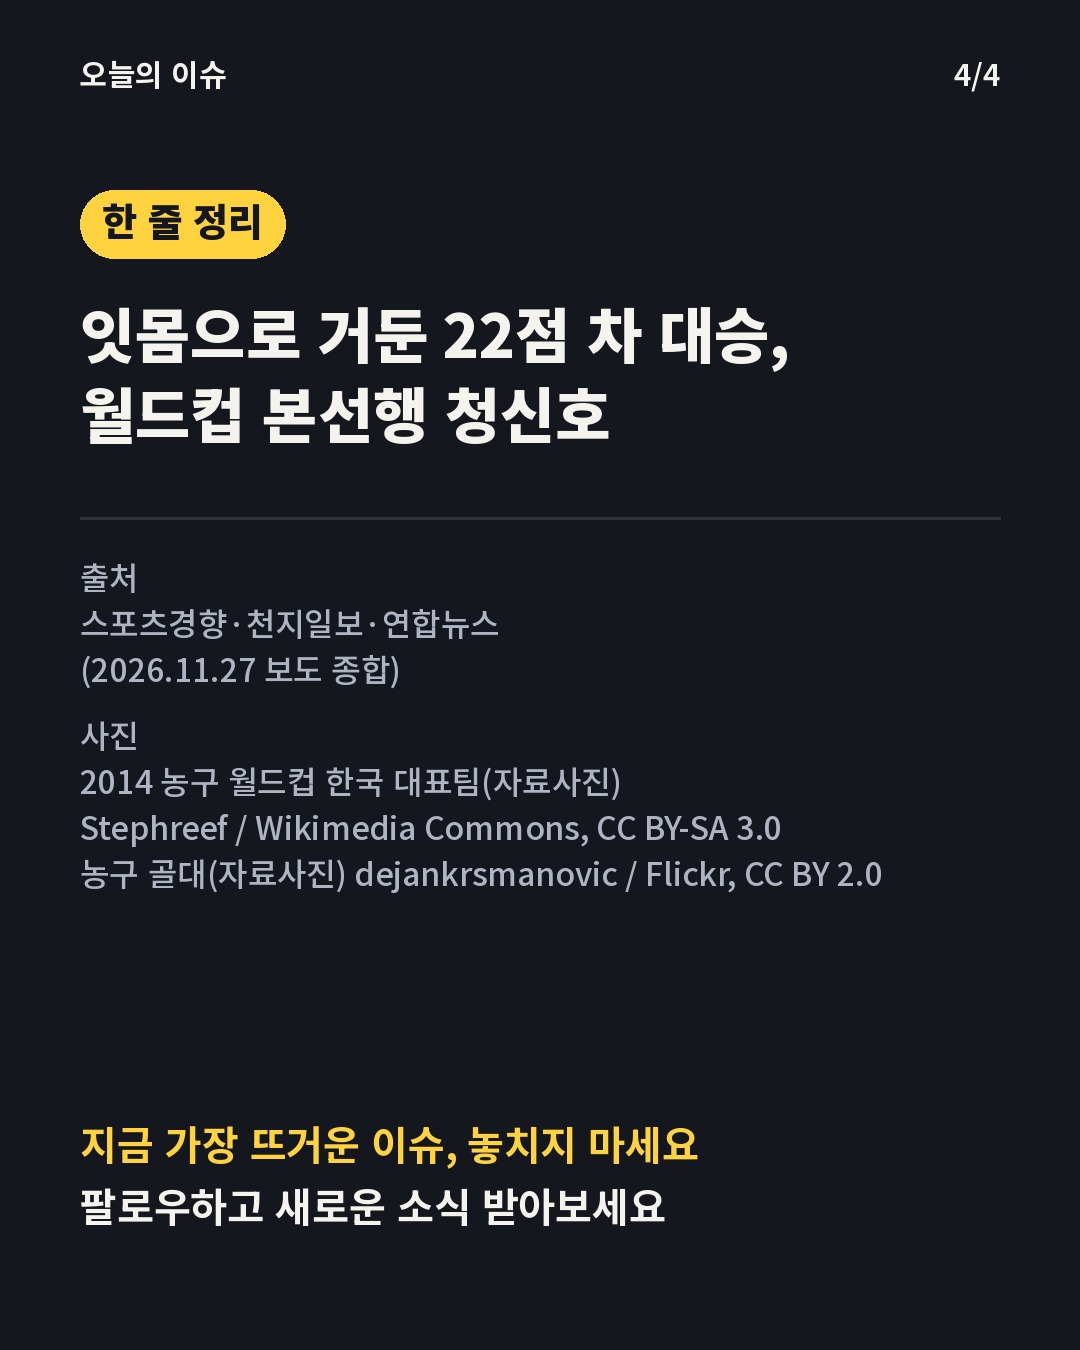 오늘의 이슈
4/4
한 줄 정리
잇몸으로 거둔 22점 차 대승,
월드컵 본선행 청신호
출처
스포츠경향·천지일보·연합뉴스
(2026.11.27 보도 종합)
사진
2014 농구 월드컵 한국 대표팀(자료사진)
Stephreef / Wikimedia Commons, CC BY-SA 3.0
농구 골대(자료사진) dejankrsmanovic / Flickr, CC BY 2.0
지금 가장 뜨거운 이슈, 놓치지 마세요
팔로우하고 새로운 소식 받아보세요